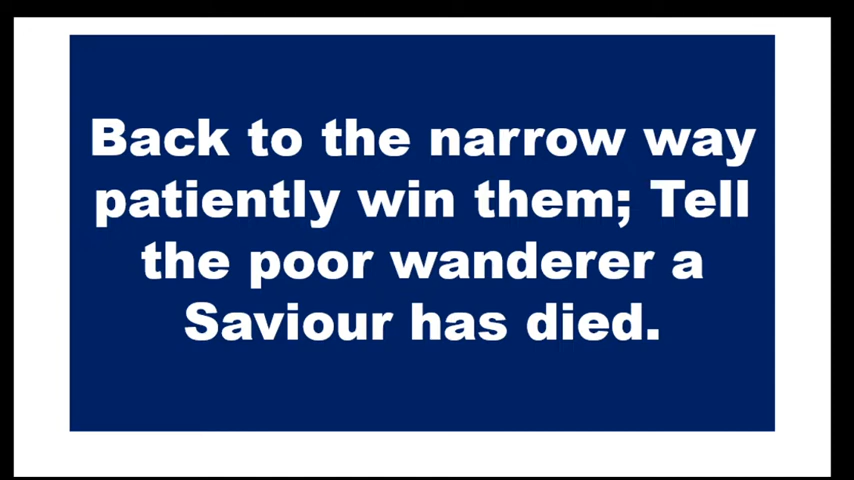 Back to the narrow way
patiently win them; Tell
the poor wanderer a
Saviour has died.